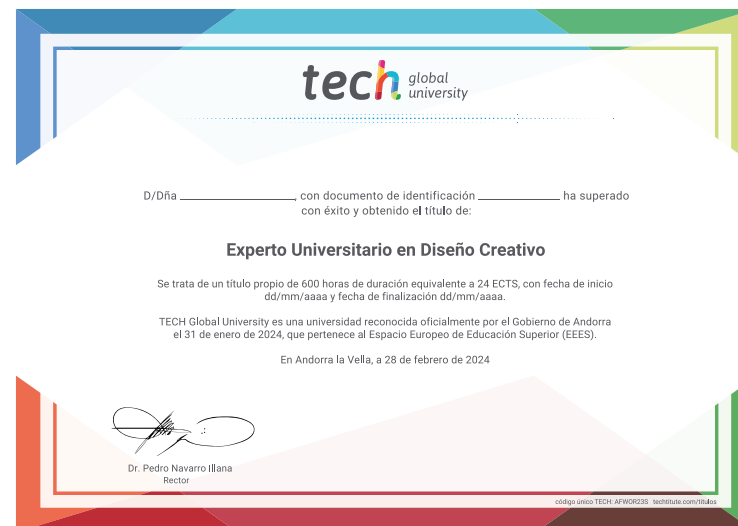 tech global university
D/Dña ____________________, con documento de identificación ______________ ha superado
con éxito y obtenido el título de:
Experto Universitario en Diseño Creativo
Se trata de un título propio de 600 horas de duración equivalente a 24 ECTS, con fecha de inicio
dd/mm/aaaa y fecha de finalización dd/mm/aaaa.
TECH Global University es una universidad reconocida oficialmente por el Gobierno de Andorra
el 31 de enero de 2024, que pertenece al Espacio Europeo de Educación Superior (EEES).
En Andorra la Vella, a 28 de febrero de 2024
Dr. Pedro Navarro Illana
Rector
código único TECH: AFWOR23S techtitute.com/titulos